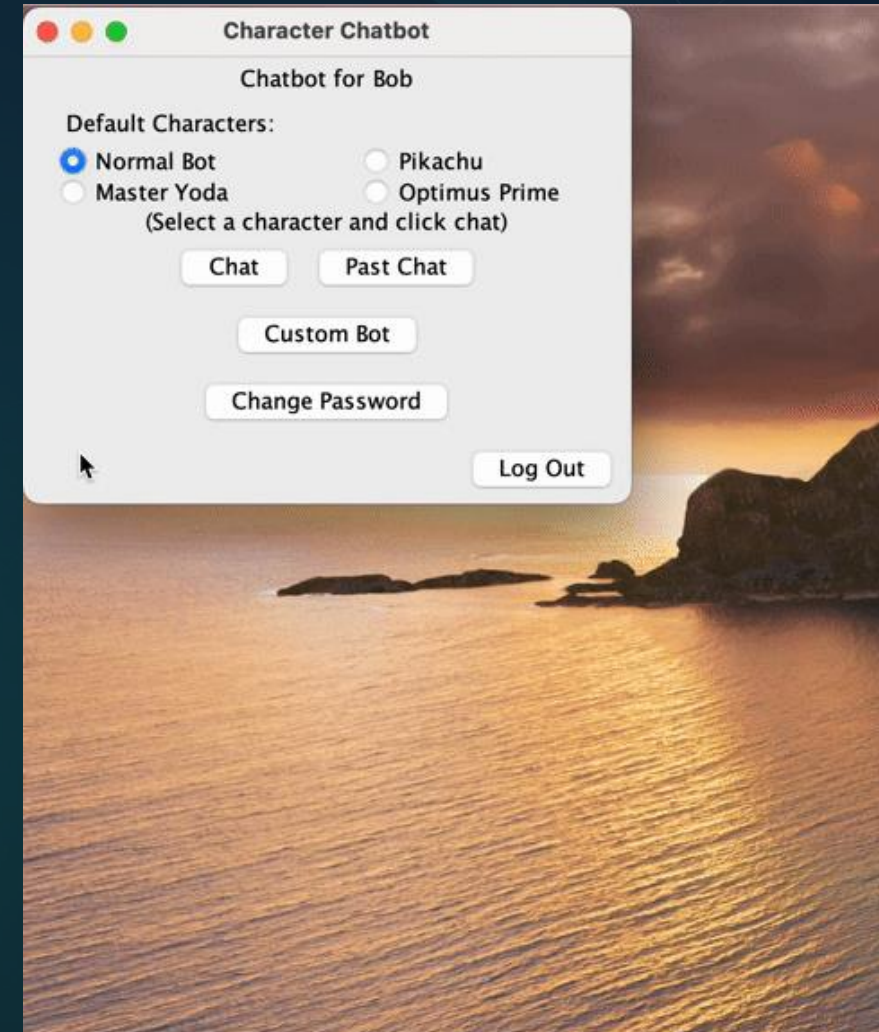 Character Chatbot
Chatbot for Bob
Default Characters:
Normal Bot Pikachu
Master Yoda Optimus Prime
(Select a character and click chat)
Chat Past Chat
Custom Bot
Change Password
Log Out